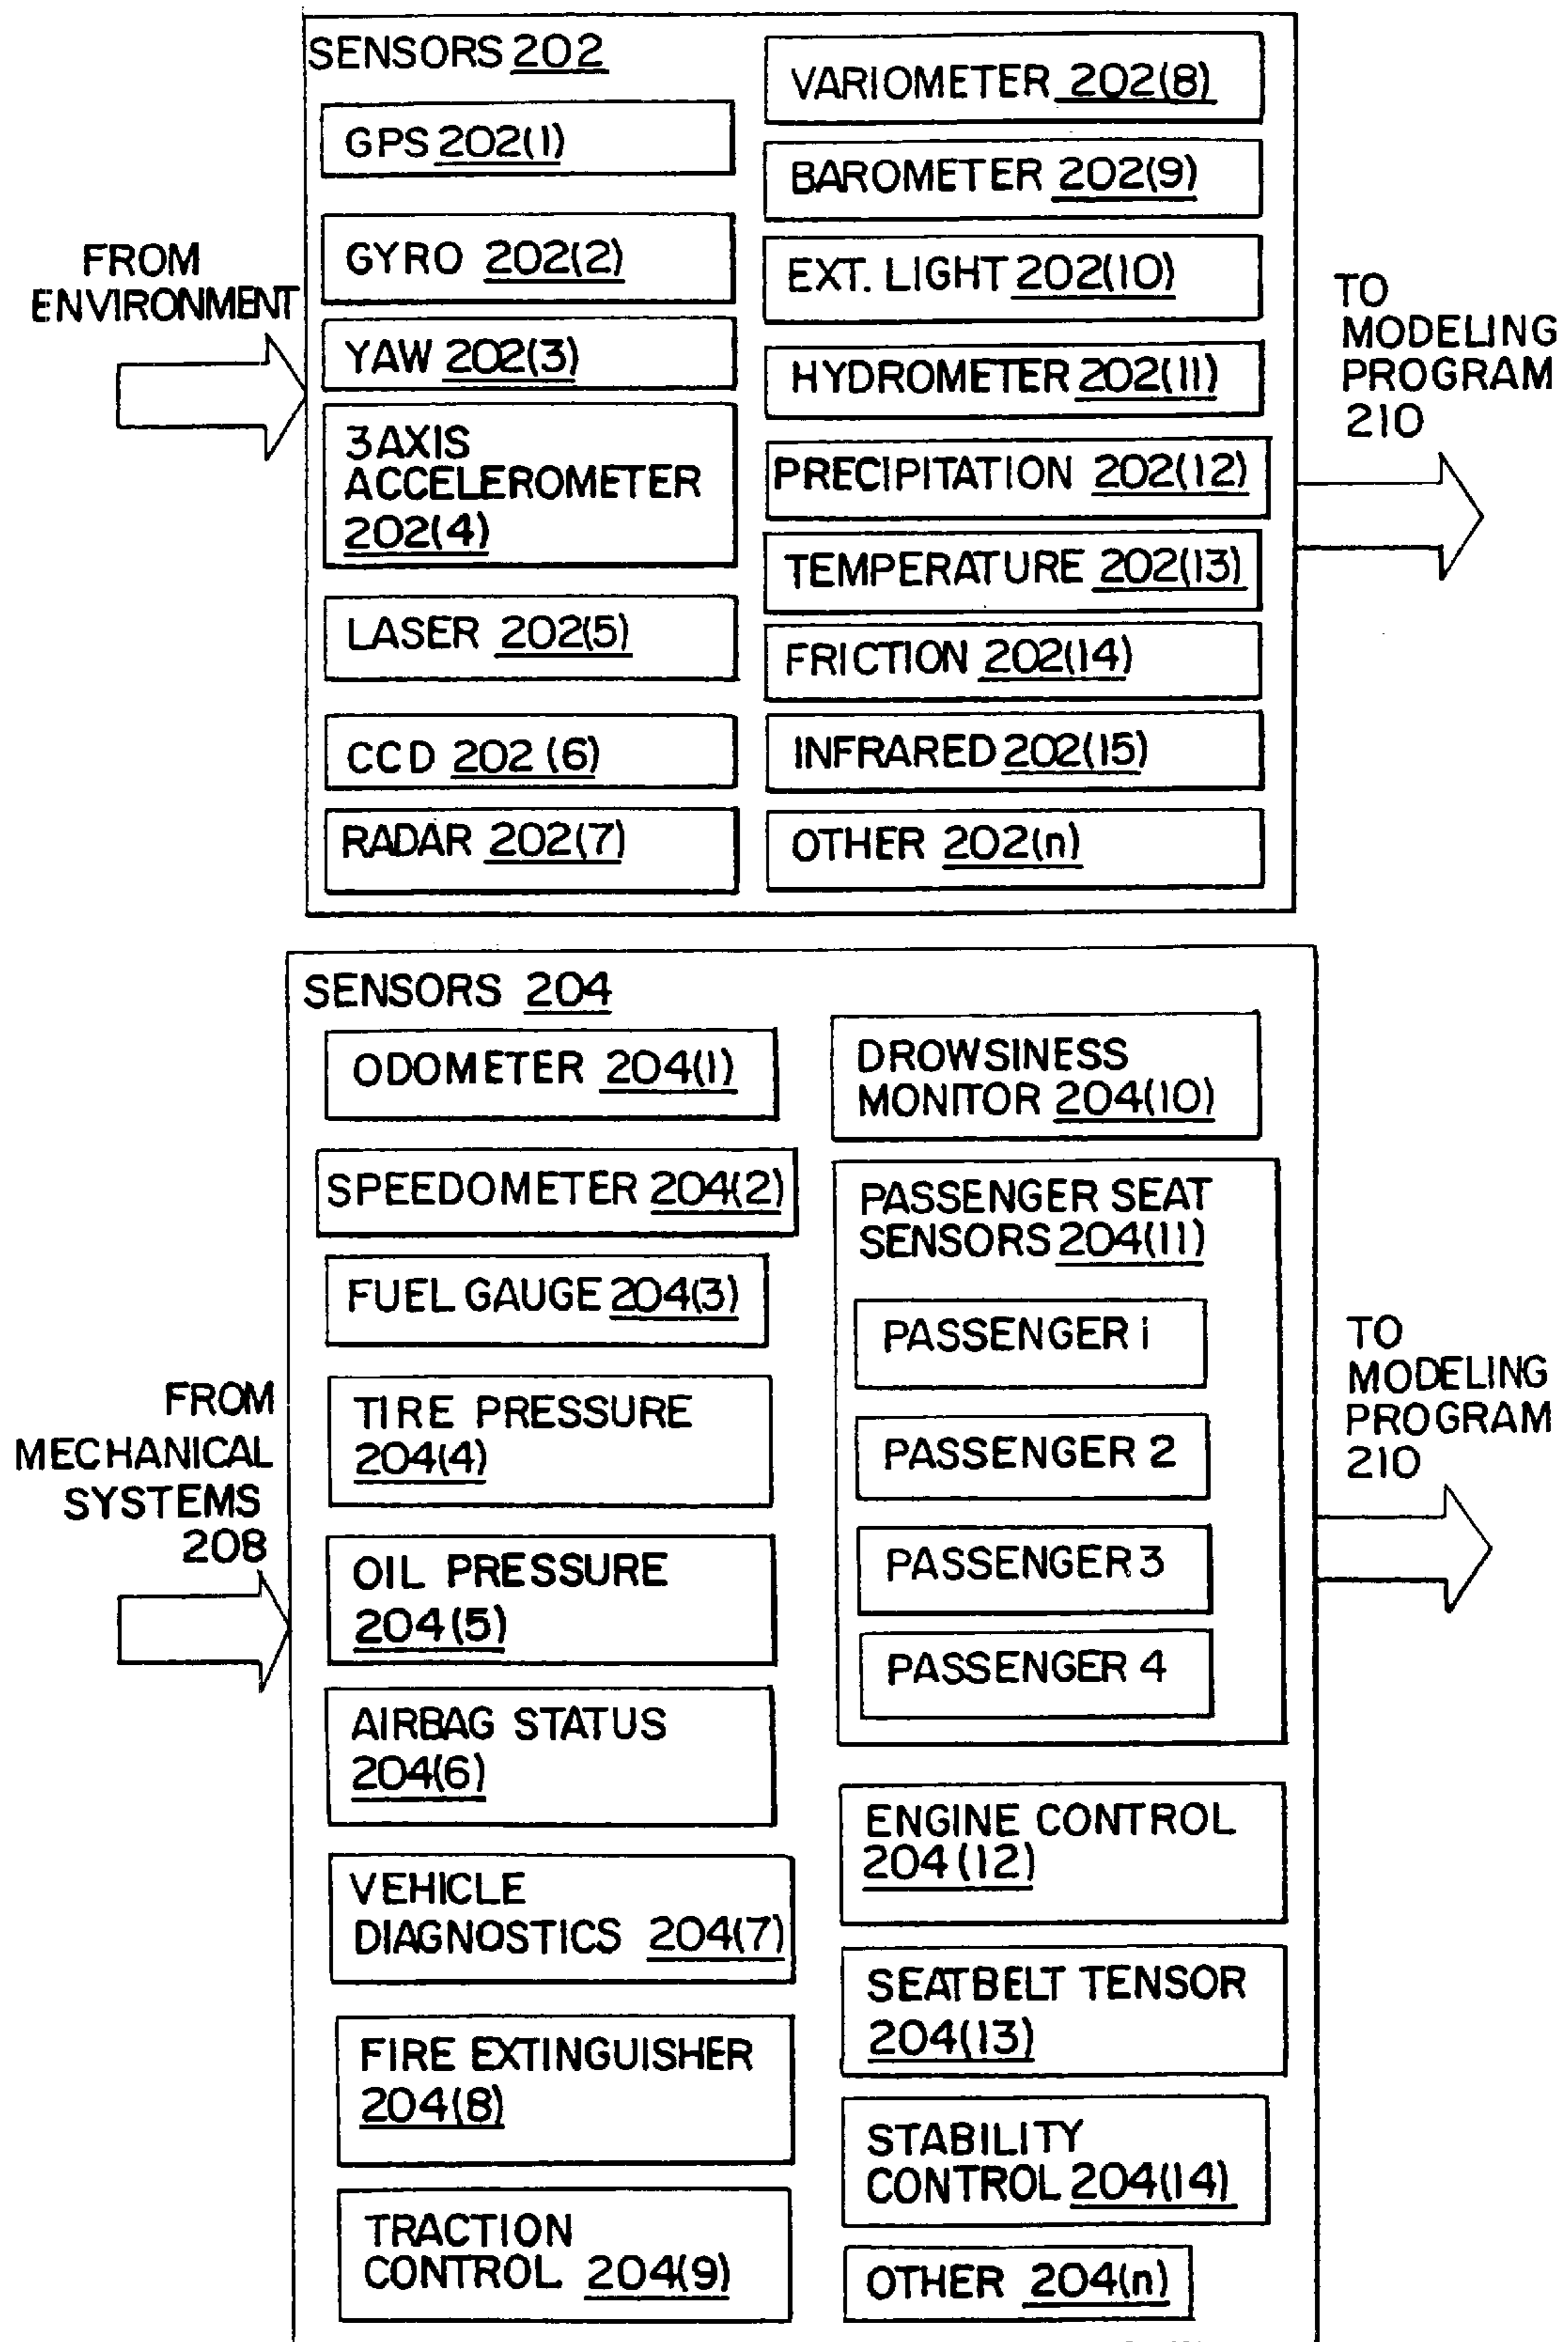 SENSORS 202
GPS 202(1)
GYRO 202(2)
YAW 202(3)
3 AXIS
ACCELEROMETER
202(4)
LASER 202(5)
CCD 202(6)
RADAR 202(7)
VARIOMETER 202(8)
BAROMETER 202(9)
EXT. LIGHT 202(10)
HYDROMETER 202(11)
PRECIPITATION 202(12)
TEMPERATURE 202(13)
FRICTION 202(14)
INFRARED 202(15)
OTHER 202(n)
FROM
ENVIRONMENT
TO
MODELING
PROGRAM
210
SENSORS 204
ODOMETER 204(1)
SPEEDOMETER 204(2)
FUEL GAUGE 204(3)
TIRE PRESSURE
204(4)
OIL PRESSURE
204(5)
AIRBAG STATUS
204(6)
VEHICLE
DIAGNOSTICS 204(7)
FIRE EXTINGUISHER
204(8)
TRACTION
CONTROL 204(9)
DROWSINESS
MONITOR 204(10)
PASSENGER SEAT
SENSORS 204(11)
PASSENGER 1
PASSENGER 2
PASSENGER 3
PASSENGER 4
ENGINE CONTROL
204(12)
SEATBELT TENSOR
204(13)
STABILITY
CONTROL 204(14)
OTHER 204(n)
FROM
MECHANICAL
SYSTEMS
208
TO
MODELING
PROGRAM
210